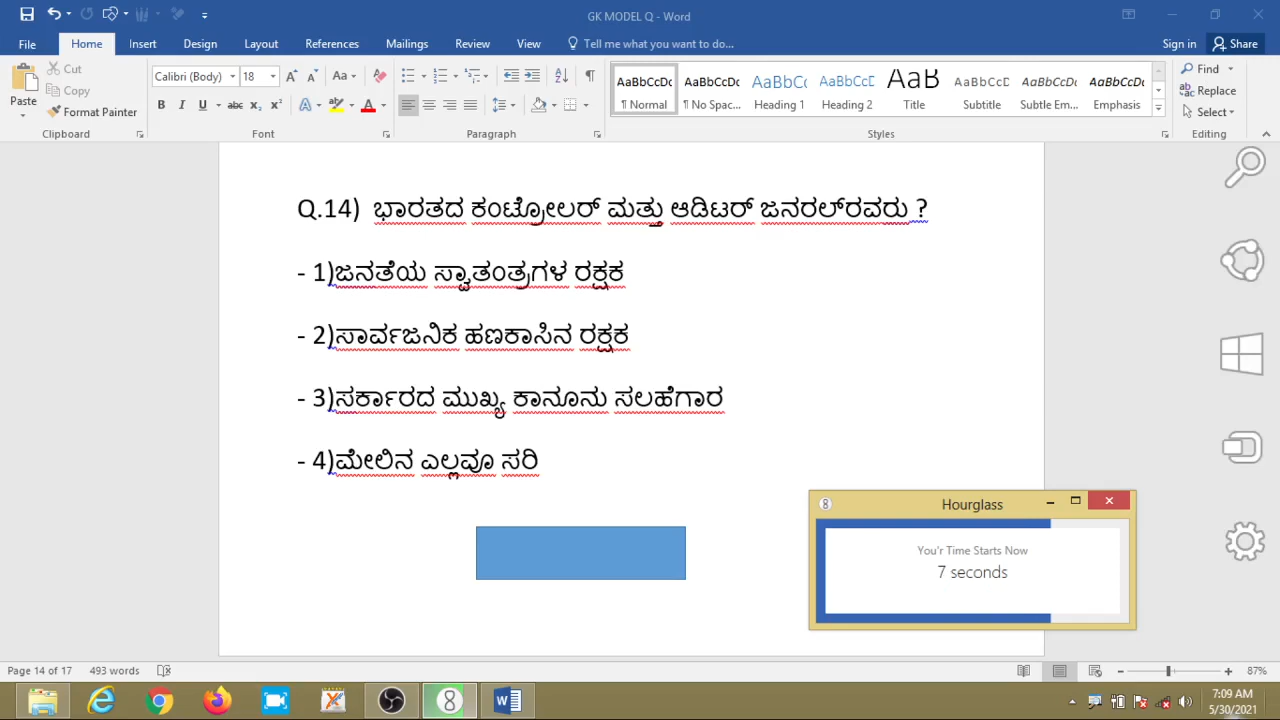 GK MODEL Q - Word
File Home Insert Design Layout References Mailings Review View Tell me what you want to do... Sign in Share
Paste Cut Copy Format Painter Clipboard
Calibri (Body) 18 Font
Paragraph
AaBbCcDc ¶ Normal AaBbCcDc ¶ No Spac... AaBbCc Heading 1 AaBbCcD Heading 2 AaB Title AaBbCcD Subtitle AaBbCcDc Subtle Em... AaBbCcDc Emphasis Styles
Find Replace Select Editing
Q.14) ಭಾರತದ ಕಂಟ್ರೋಲರ್ ಮತ್ತು ಆಡಿಟರ್ ಜನರಲ್‌ರವರು ?
- 1)ಜನತೆಯ ಸ್ವಾತಂತ್ರಗಳ ರಕ್ಷಕ
- 2)ಸಾರ್ವಜನಿಕ ಹಣಕಾಸಿನ ರಕ್ಷಕ
- 3)ಸರ್ಕಾರದ ಮುಖ್ಯ ಕಾನೂನು ಸಲಹೆಗಾರ
- 4)ಮೇಲಿನ ಎಲ್ಲವೂ ಸರಿ
Hourglass
You'r Time Starts Now
7 seconds
Page 14 of 17 493 words 87%
7:09 AM
5/30/2021